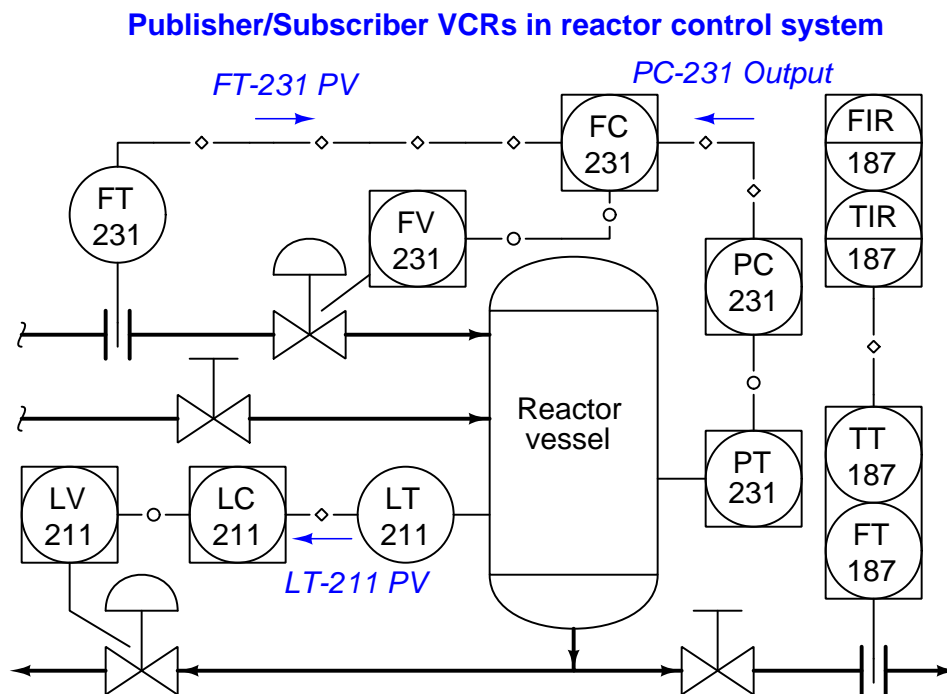 Publisher/Subscriber VCRs in reactor control system
FT-231 PV
PC-231 Output
FC
231
FIR
187
FT
231
FV
231
TIR
187
PC
231
Reactor
vessel
LV
211
LC
211
LT
211
PT
231
TT
187
FT
187
LT-211 PV